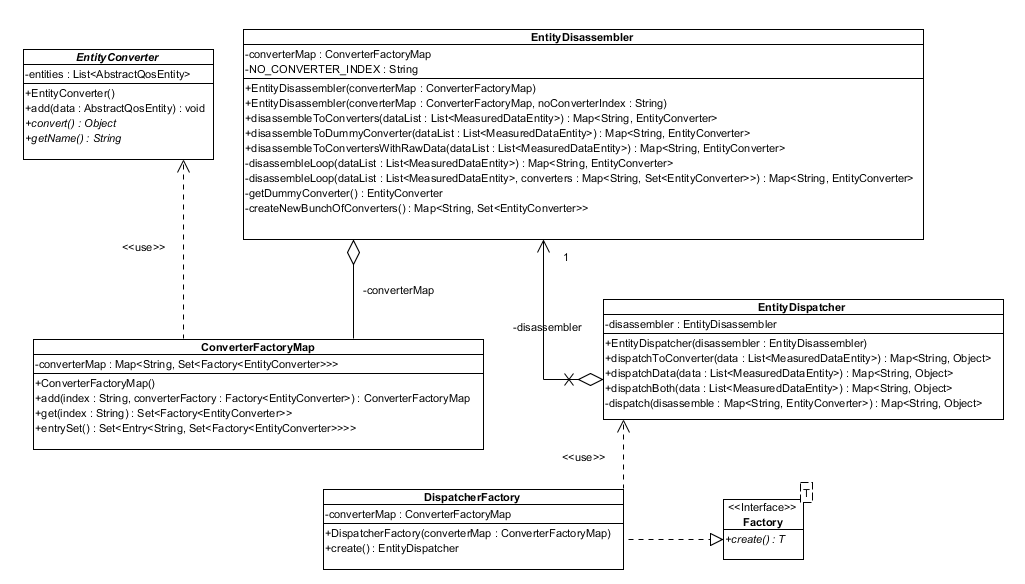 EntityConverter
-entities : List<AbstractQosEntity>
+EntityConverter()
+add(data : AbstractQosEntity) : void
+convert() : Object
+getName() : String
EntityDisassembler
-converterMap : ConverterFactoryMap
-NO_CONVERTER_INDEX : String
+EntityDisassembler(converterMap : ConverterFactoryMap)
+EntityDisassembler(converterMap : ConverterFactoryMap, noConverterIndex : String)
+disassembleToConverters(dataList : List<MeasuredDataEntity>) : Map<String, EntityConverter>
+disassembleToDummyConverter(dataList : List<MeasuredDataEntity>) : Map<String, EntityConverter>
+disassembleToConvertersWithRawData(dataList : List<MeasuredDataEntity>) : Map<String, EntityConverter>
-disassembleLoop(dataList : List<MeasuredDataEntity>) : Map<String, EntityConverter>
-disassembleLoop(dataList : List<MeasuredDataEntity>, converters : Map<String, Set<EntityConverter>>) : Map<String, EntityConverter>
-getDummyConverter() : EntityConverter
-createNewBunchOfConverters() : Map<String, Set<EntityConverter>>
<<use>>
1
-converterMap
-disassembler
EntityDispatcher
-disassembler : EntityDisassembler
+EntityDispatcher(disassembler : EntityDisassembler)
+dispatchToConverter(data : List<MeasuredDataEntity>) : Map<String, Object>
+dispatchData(data : List<MeasuredDataEntity>) : Map<String, Object>
+dispatchBoth(data : List<MeasuredDataEntity>) : Map<String, Object>
-dispatch(disassemble : Map<String, EntityConverter>) : Map<String, Object>
ConverterFactoryMap
-converterMap : Map<String, Set<Factory<EntityConverter>>>
+ConverterFactoryMap()
+add(index : String, converterFactory : Factory<EntityConverter>) : ConverterFactoryMap
+get(index : String) : Set<Factory<EntityConverter>>
+entrySet() : Set<Entry<String, Set<Factory<EntityConverter>>>>
<<use>>
DispatcherFactory
-converterMap : ConverterFactoryMap
+DispatcherFactory(converterMap : ConverterFactoryMap)
+create() : EntityDispatcher
T
<<Interface>>
Factory
+create() : T